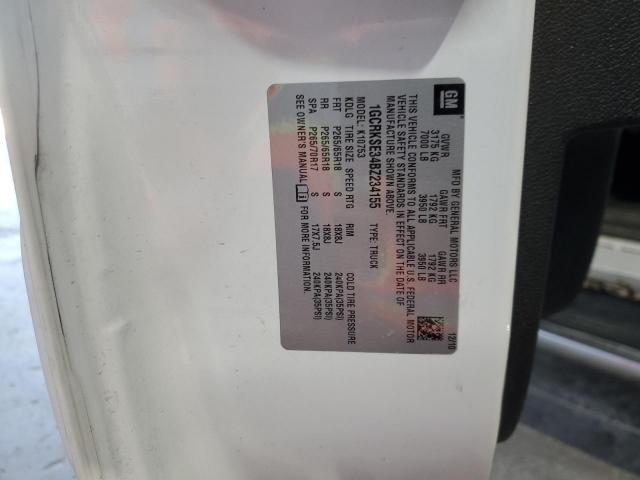 GM
MFD BY GENERAL MOTORS LLC 12/10
GVWR GAWR FRT GAWR RR
3175 KG 1792 KG 1792 KG
7000 LB 3950 LB 3950 LB
THIS VEHICLE CONFORMS TO ALL APPLICABLE U.S. FEDERAL MOTOR
VEHICLE SAFETY STANDARDS IN EFFECT ON THE DATE OF
MANUFACTURE SHOWN ABOVE.
1GCRKSE34BZ234155 TYPE: TRUCK
MODEL: K10753
KDLG TIRE SIZE SPEED RTG RIM COLD TIRE PRESSURE
FRT P265/65R18 S 18X8J 240KPA(35PSI)
RR P265/65R18 S 18X8J 240KPA(35PSI)
SPA P265/70R17 S 17X7.5J 240KPA(35PSI)
SEE OWNER'S MANUAL i FOR MORE INFORMATION.